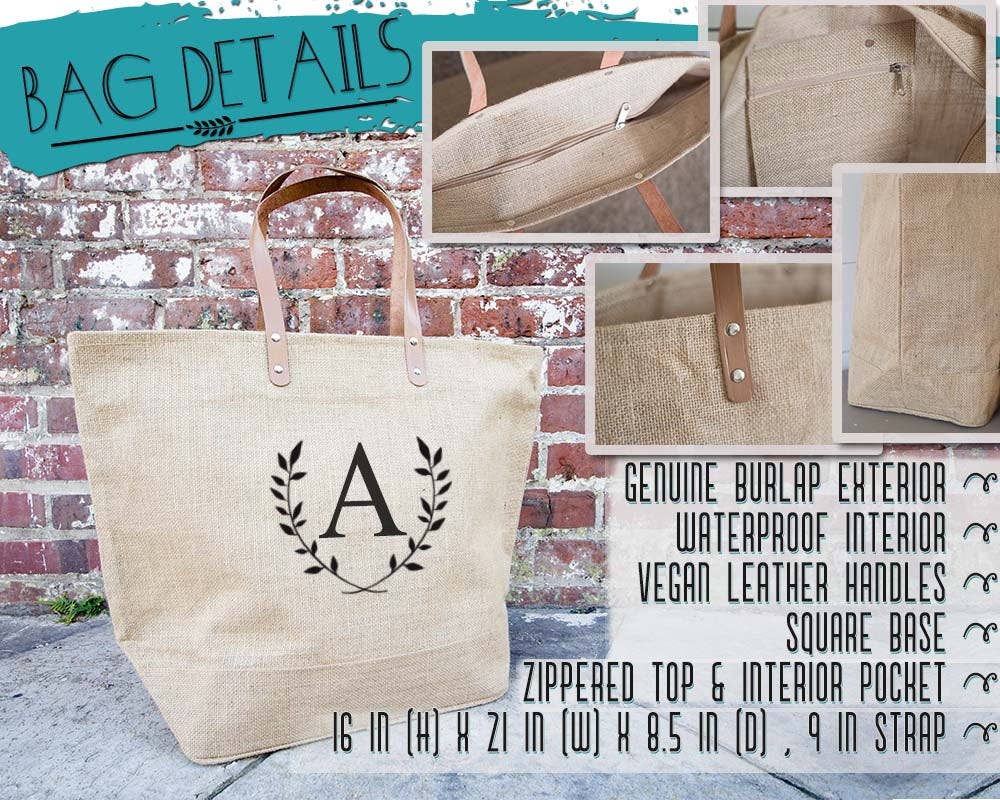 BAG DETAILS
A
GENUINE BURLAP EXTERIOR
WATERPROOF INTERIOR
VEGAN LEATHER HANDLES
SQUARE BASE
ZIPPERED TOP & INTERIOR POCKET
16 IN (H) X 21 IN (W) X 8.5 IN (D) , 9 IN STRAP